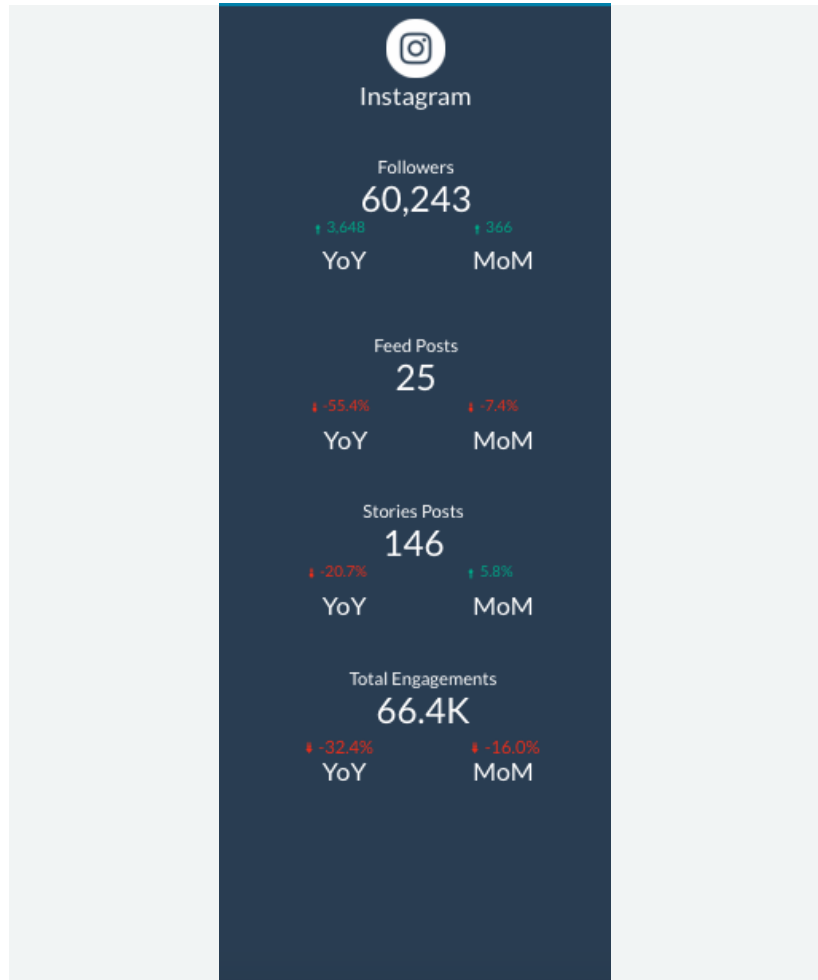 Instagram
Followers
60,243
3,648 366
YoY MoM
Feed Posts
25
-55.4% -7.4%
YoY MoM
Stories Posts
146
-20.7% 5.8%
YoY MoM
Total Engagements
66.4K
-32.4% -16.0%
YoY MoM